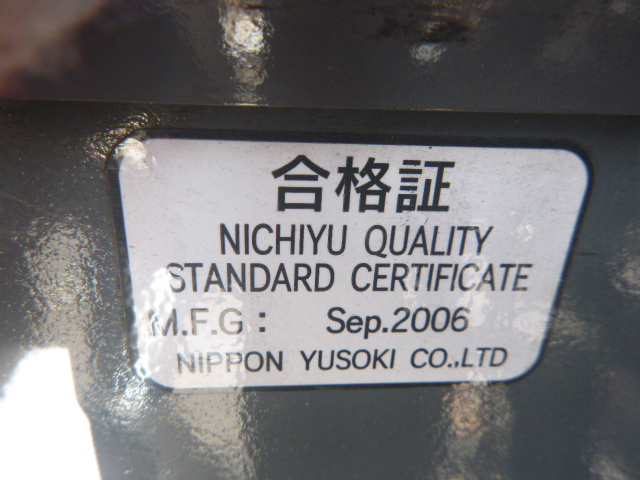 合格証
NICHIYU QUALITY
STANDARD CERTIFICATE
M.F.G: Sep.2006
NIPPON YUSOKI CO.,LTD